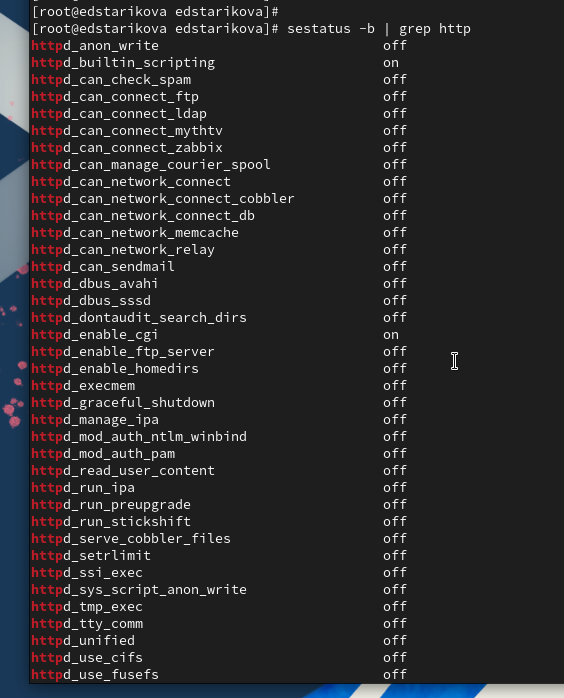 [root@edstarikova edstarikova]#
[root@edstarikova edstarikova]# sestatus -b | grep http
httpd_anon_write off
httpd_builtin_scripting on
httpd_can_check_spam off
httpd_can_connect_ftp off
httpd_can_connect_ldap off
httpd_can_connect_mythtv off
httpd_can_connect_zabbix off
httpd_can_manage_courier_spool off
httpd_can_network_connect off
httpd_can_network_connect_cobbler off
httpd_can_network_connect_db off
httpd_can_network_memcache off
httpd_can_network_relay off
httpd_can_sendmail off
httpd_dbus_avahi off
httpd_dbus_sssd off
httpd_dontaudit_search_dirs off
httpd_enable_cgi on
httpd_enable_ftp_server off
httpd_enable_homedirs off
httpd_execmem off
httpd_graceful_shutdown off
httpd_manage_ipa off
httpd_mod_auth_ntlm_winbind off
httpd_mod_auth_pam off
httpd_read_user_content off
httpd_run_ipa off
httpd_run_preupgrade off
httpd_run_stickshift off
httpd_serve_cobbler_files off
httpd_setrlimit off
httpd_ssi_exec off
httpd_sys_script_anon_write off
httpd_tmp_exec off
httpd_tty_comm off
httpd_unified off
httpd_use_cifs off
httpd_use_fusefs off